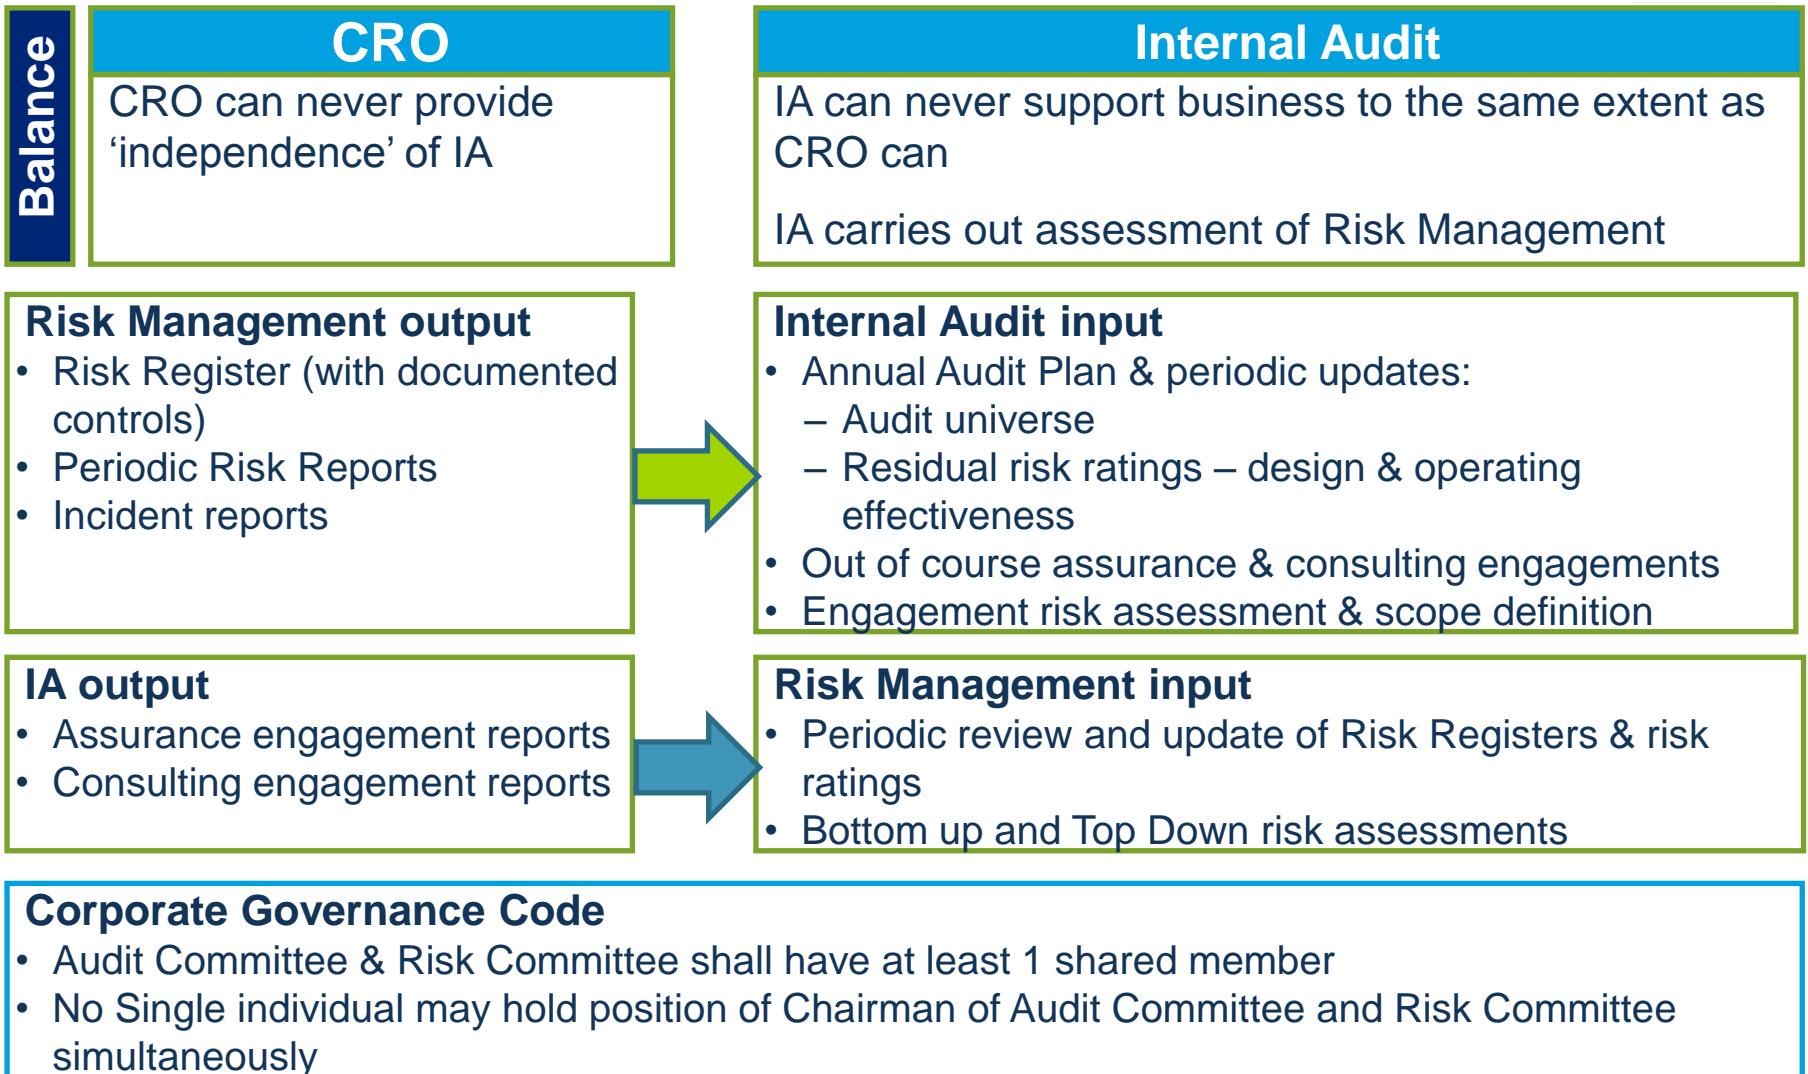 Balance
CRO
CRO can never provide
‘independence’ of IA
Internal Audit
IA can never support business to the same extent as
CRO can
IA carries out assessment of Risk Management
Risk Management output
• Risk Register (with documented
controls)
• Periodic Risk Reports
• Incident reports
Internal Audit input
• Annual Audit Plan & periodic updates:
– Audit universe
– Residual risk ratings – design & operating
effectiveness
• Out of course assurance & consulting engagements
• Engagement risk assessment & scope definition
IA output
• Assurance engagement reports
• Consulting engagement reports
Risk Management input
• Periodic review and update of Risk Registers & risk
ratings
• Bottom up and Top Down risk assessments
Corporate Governance Code
• Audit Committee & Risk Committee shall have at least 1 shared member
• No Single individual may hold position of Chairman of Audit Committee and Risk Committee
simultaneously